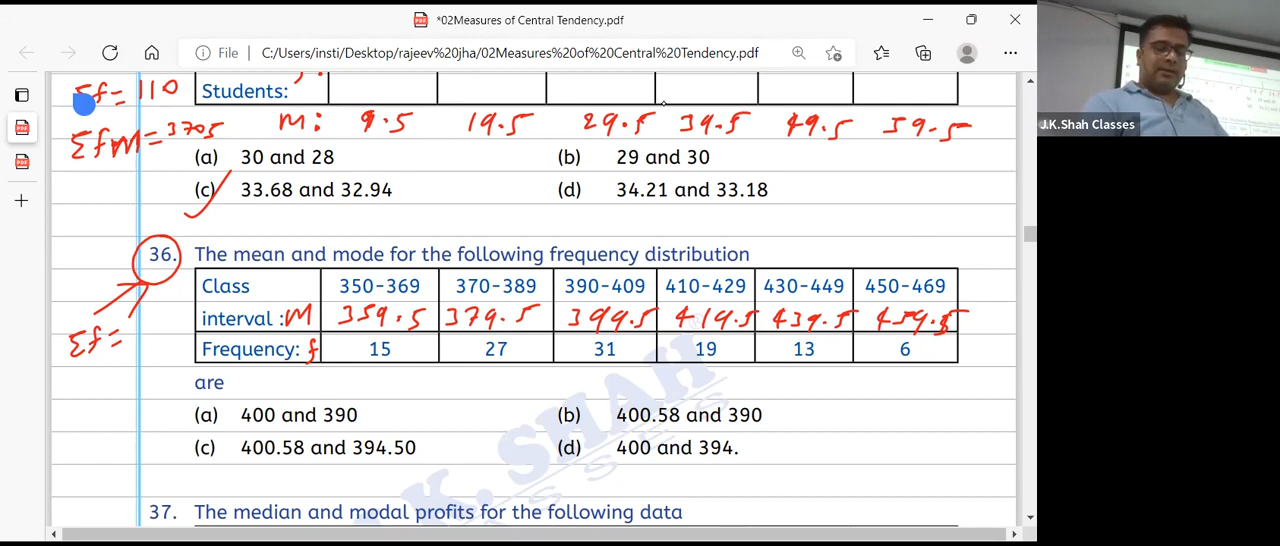 *02Measures of Central Tendency.pdf
File C:/Users/insti/Desktop/rajeev%20jha/02Measures%20of%20Central%20Tendency.pdf
J.K.Shah Classes
Σf= 110
Students:
ΣfM=3705 M: 9.5 19.5 29.5 39.5 49.5 59.5
(a) 30 and 28 (b) 29 and 30
(c) 33.68 and 32.94 (d) 34.21 and 33.18
36. The mean and mode for the following frequency distribution
Class 350-369 370-389 390-409 410-429 430-449 450-469
interval : M 359.5 379.5 399.5 419.5 439.5 459.5
Σf=
Frequency: f 15 27 31 19 13 6
are
(a) 400 and 390 (b) 400.58 and 390
(c) 400.58 and 394.50 (d) 400 and 394.
J.K. SHAH
37. The median and modal profits for the following data